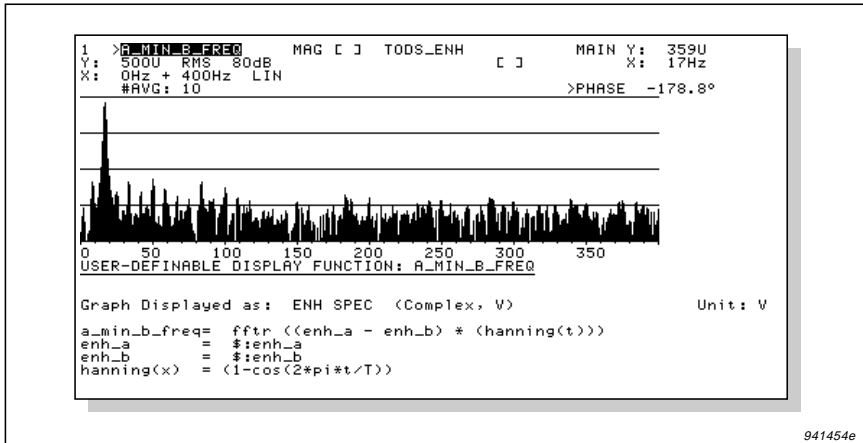 1 >A_MIN_B_FREQ MAG [ ] TODS_ENH MAIN Y: 359U
Y: 500U RMS 80dB [ ] X: 17Hz
X: 0Hz + 400Hz LIN
#AVG: 10 >PHASE -178.8°
0 50 100 150 200 250 300 350
USER-DEFINABLE DISPLAY FUNCTION: A_MIN_B_FREQ
Graph Displayed as: ENH SPEC (Complex, V) Unit: V
a_min_b_freq= fftr ((enh_a - enh_b) * (hanning(t)))
enh_a = $:enh_a
enh_b = $:enh_b
hanning(x) = (1-cos(2*pi*t/T))
941454e